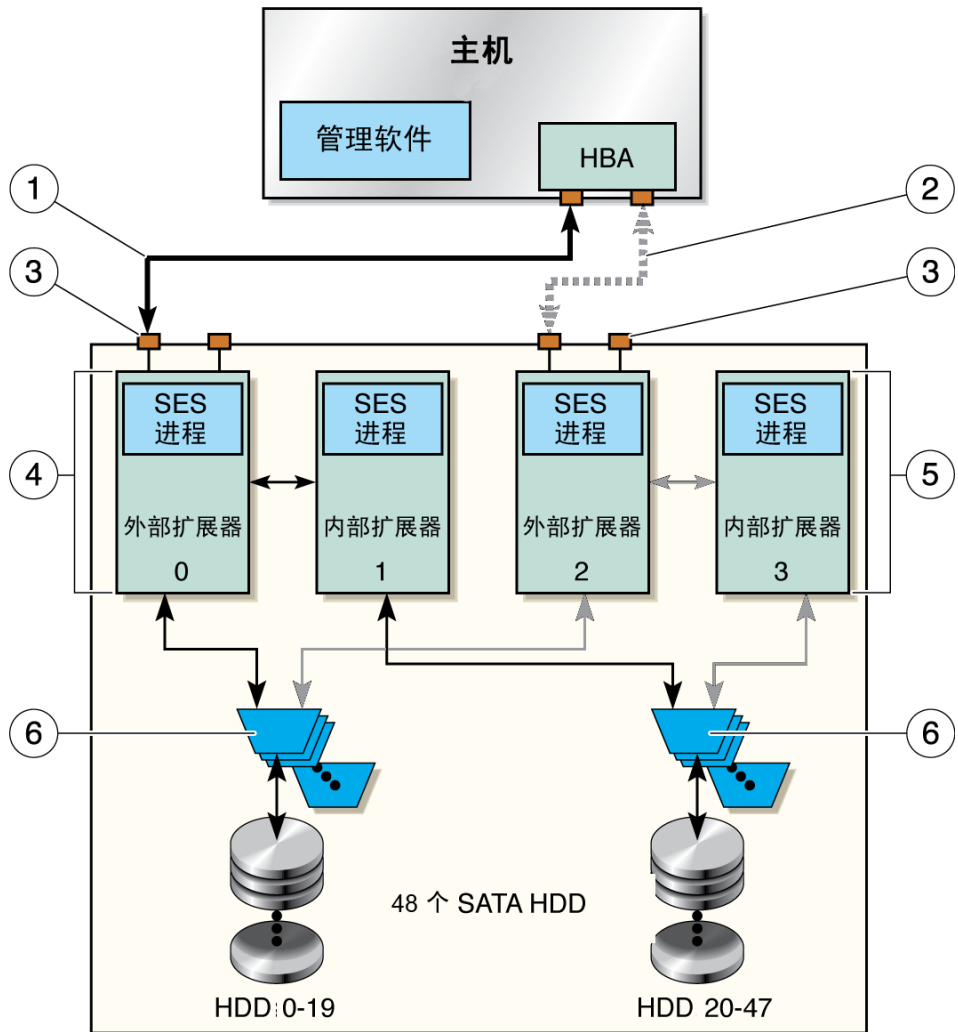 主机
管理软件
HBA
1
2
3
3
SES
进程
SES
进程
SES
进程
SES
进程
4
5
外部扩展器
0
内部扩展器
1
外部扩展器
2
内部扩展器
3
6
6
48 个 SATA HDD
HDD 0-19
HDD 20-47